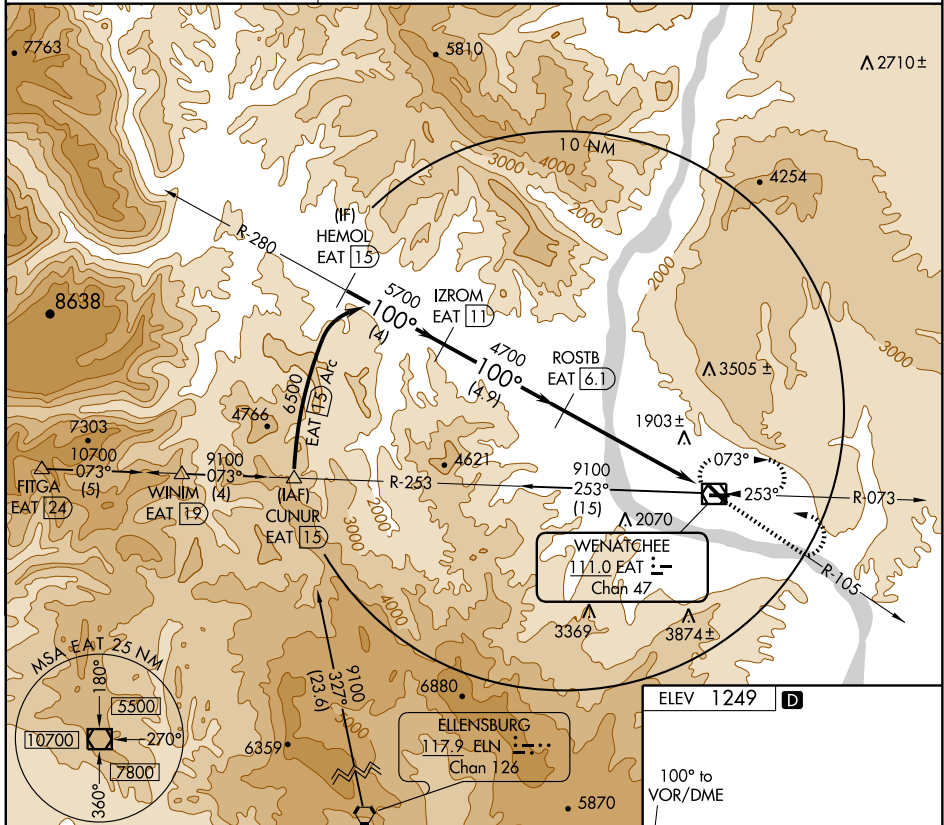 7763
5810
2710 ±
10 NM
3000
4000
2000
4254
(IF)
HEMOL
EAT 15
R-280
2000
8638
5700
100°
(4)
IZROM
EAT 11
4700
100°
(4.9)
ROSTB
EAT 6.1
3000
3505 ±
6500
EAT 15 Arc
4766
1903±
7303
10700
073°
(5)
9100
073°
(4)
4621
073°
FITGA
EAT 24
WINIM
EAT 19
(IAF)
CUNUR
EAT 15
R-253
9100
253°
(15)
253°
R-073
2000
2070
3000
WENATCHEE
111.0 EAT
Chan 47
R-105
4000
3369
3874±
MSA EAT 25 NM
180°
5500
10700
270°
7800
360°
9100
327°
(23.6)
5000
6880
6359
ELLENSBURG
117.9 ELN
Chan 126
5870
ELEV 1249 D
100° to
VOR/DME